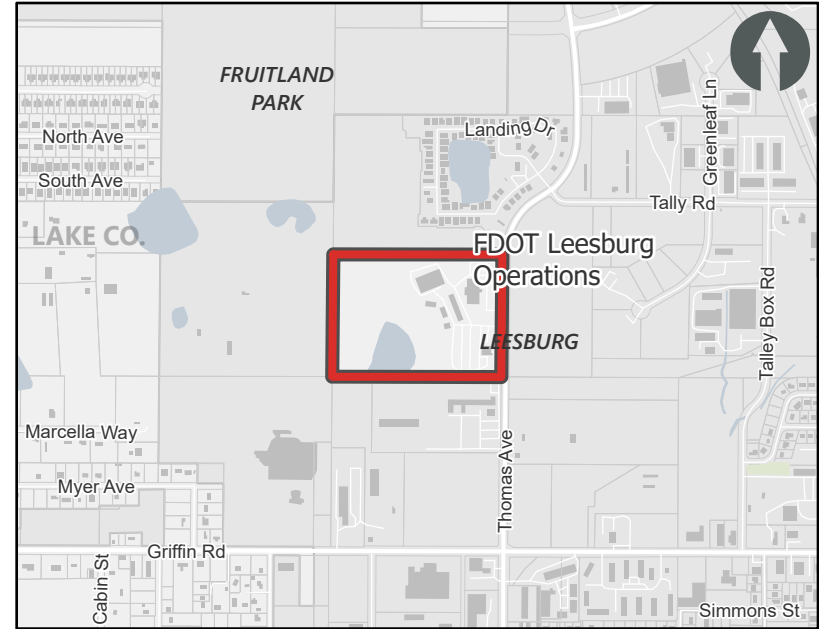 FRUITLAND
PARK
Greenleaf Ln
Landing Dr
North Ave
South Ave
Tally Rd
LAKE CO.
FDOT Leesburg
Operations
Talley Box Rd
LEESBURG
Marcella Way
Thomas Ave
Myer Ave
Griffin Rd
Cabin St
Simmons St